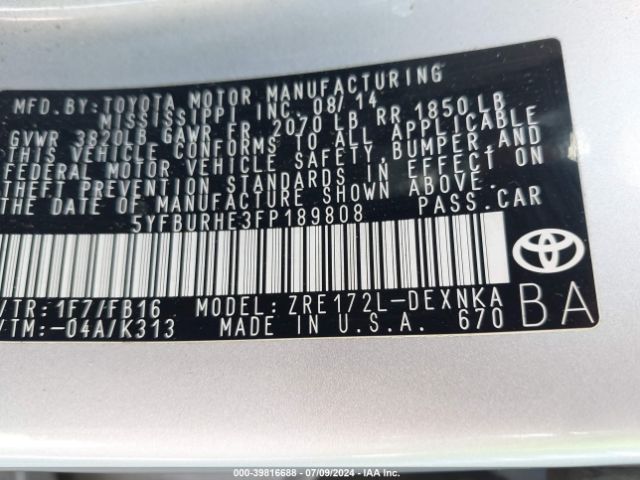 MFD.BY:TOYOTA MOTOR MANUFACTURING
MISSISSIPPI INC. 08/14
GVWR 3820LB GAWR FR 2070 LB RR 1850LB
THIS VEHICLE CONFORMS TO ALL APPLICABLE
FEDERAL MOTOR VEHICLE SAFETY,BUMPER,AND
THEFT PREVENTION STANDARDS IN EFFECT ON
THE DATE OF MANUFACTURE SHOWN ABOVE.
5YFBURHE3FP189808 PASS.CAR
/TR: 1F7/FB16 MODEL: ZRE172L-DEXNKA
/TM:-04A/K313 MADE IN U.S.A. 670
BA
000-39816688 - 07/09/2024 - IAA Inc.